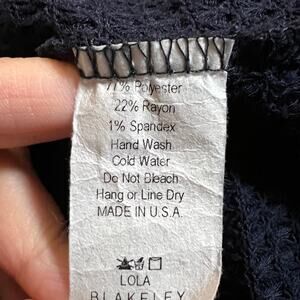 77% Polyester
22% Rayon
1% Spandex
Hand Wash
Cold Water
Do Not Bleach
Hang or Line Dry
MADE IN U.S.A
LOLA
BLAKELEY